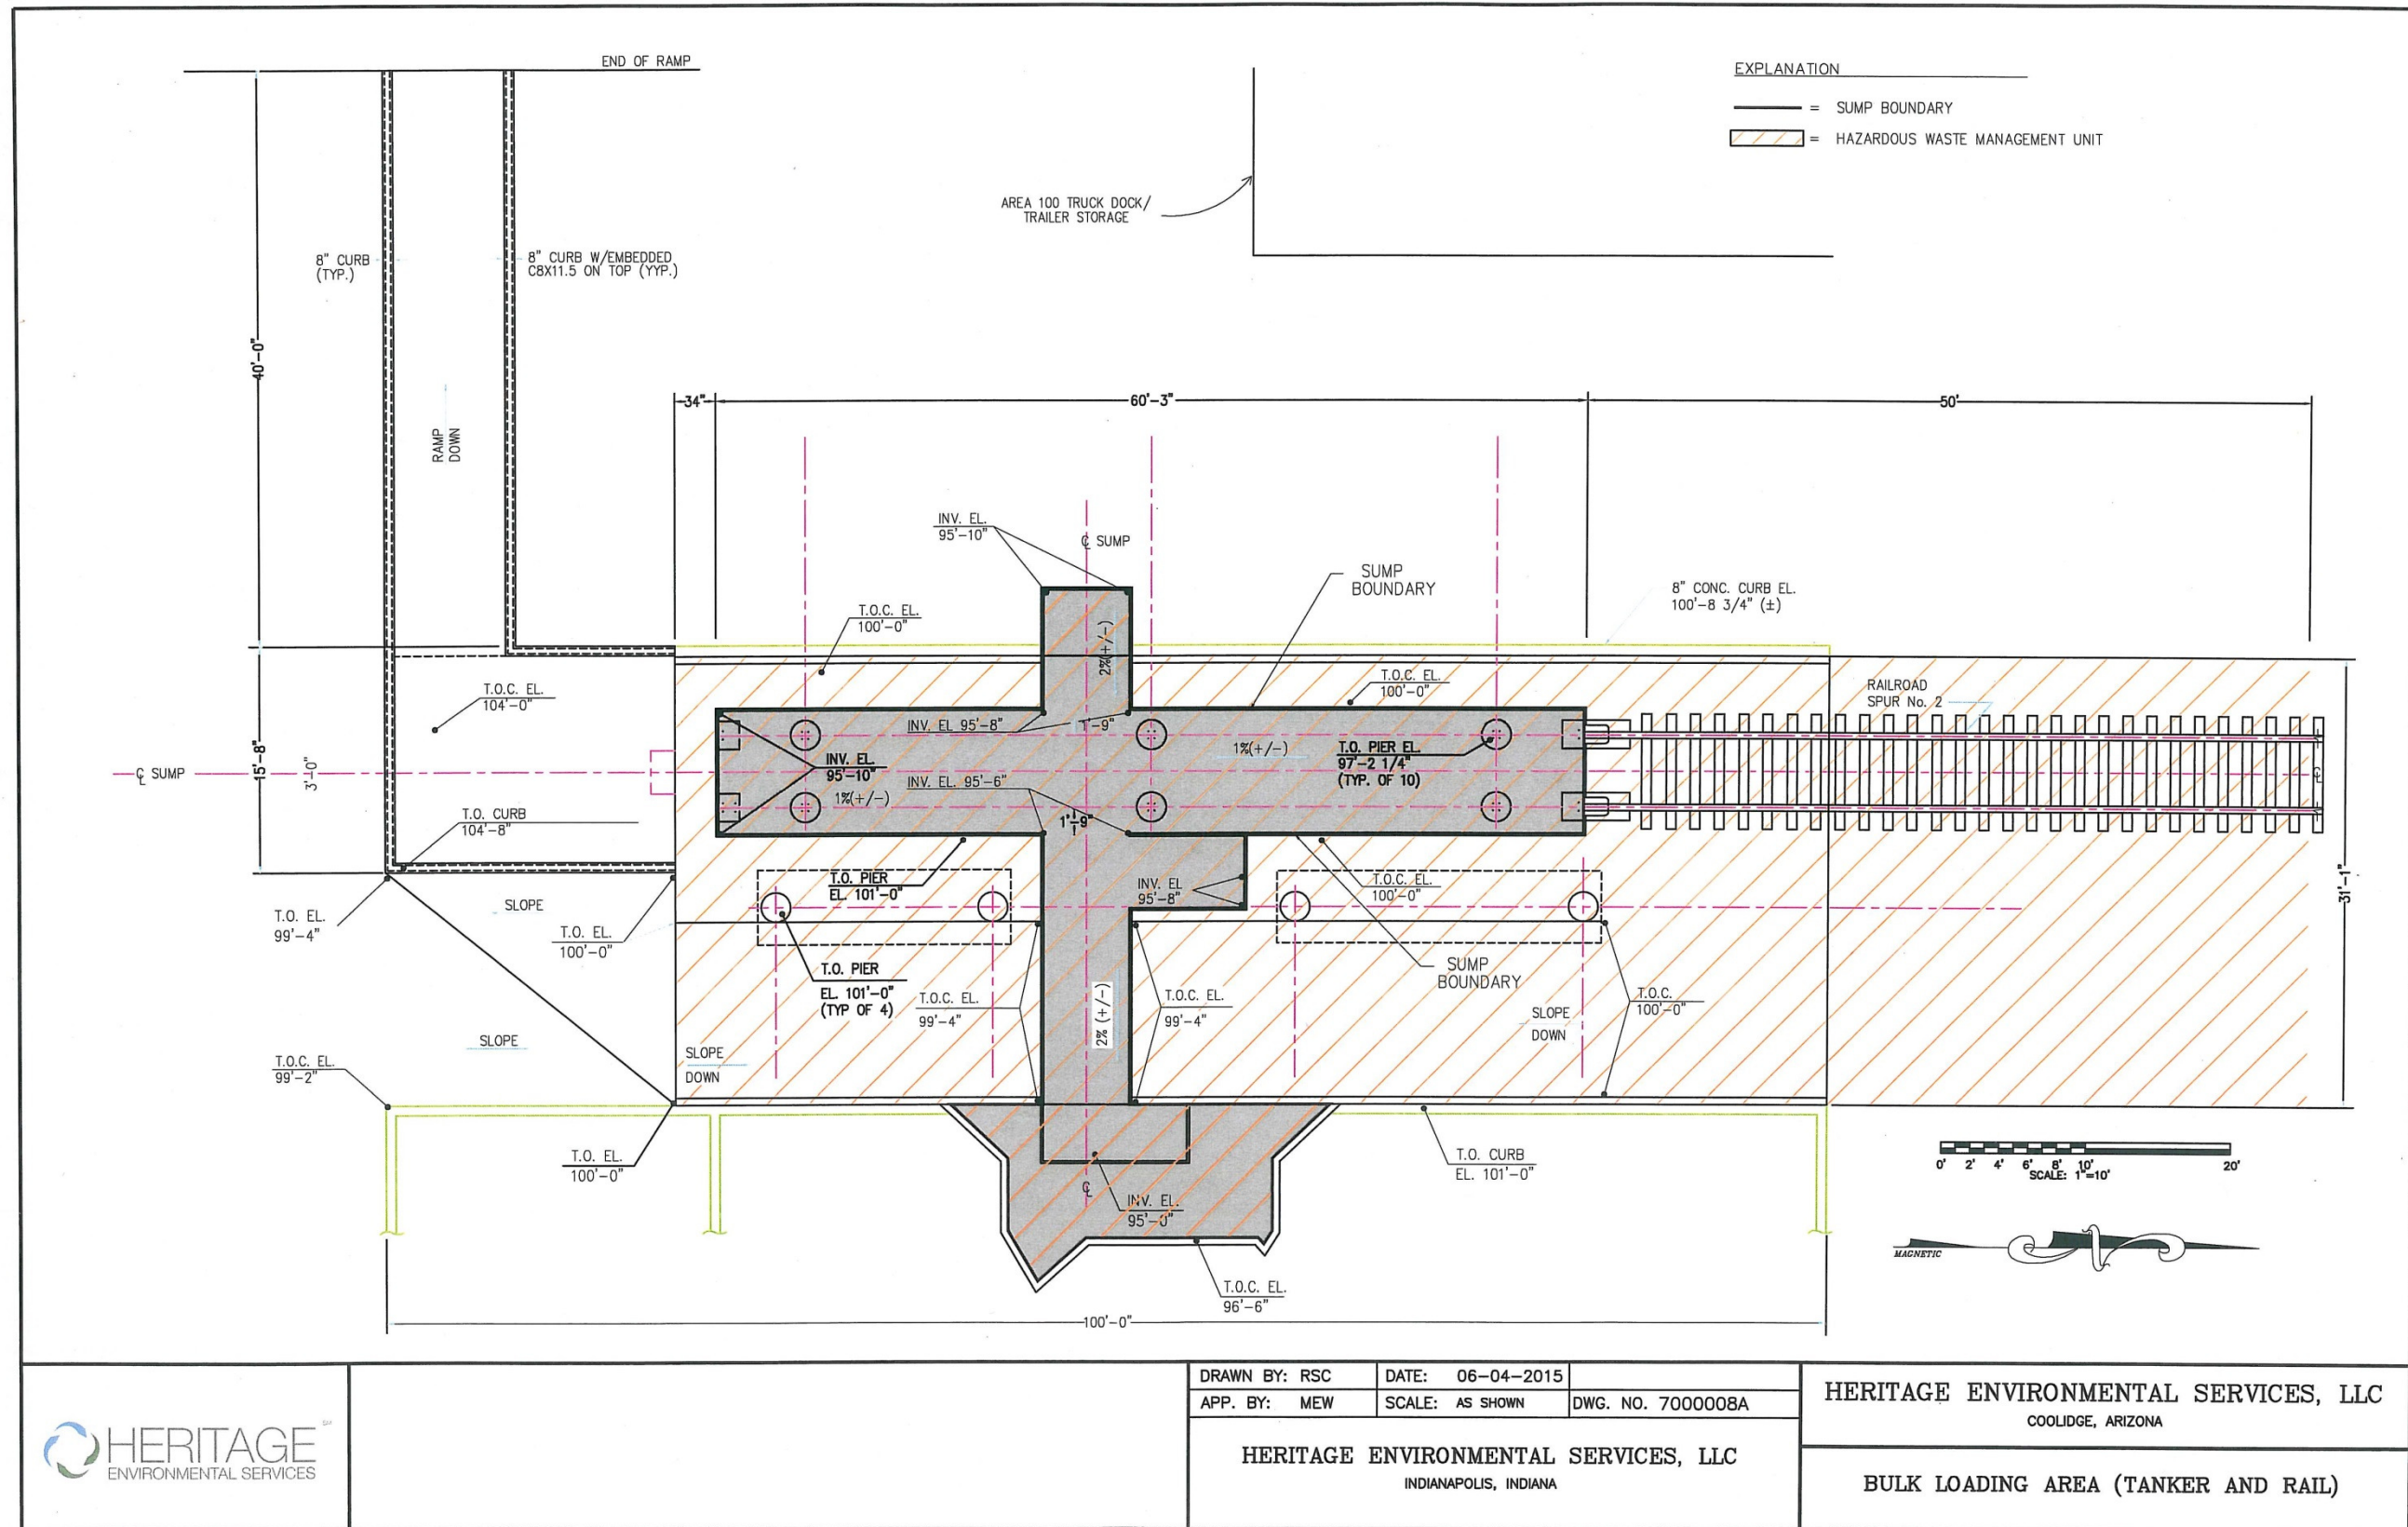 END OF RAMP
EXPLANATION
= SUMP BOUNDARY
= HAZARDOUS WASTE MANAGEMENT UNIT
AREA 100 TRUCK DOCK/
TRAILER STORAGE
8" CURB
(TYP.)
8" CURB W/EMBEDDED
C8X11.5 ON TOP (YYP.)
40'-0"
RAMP
DOWN
34"
60'-3"
50'
INV. EL.
95'-10"
℄ SUMP
SUMP
BOUNDARY
8" CONC. CURB EL.
100'-8 3/4" (±)
T.O.C. EL.
100'-0"
2%(+/-)
T.O.C. EL.
104'-0"
T.O.C. EL.
100'-0"
RAILROAD
SPUR No. 2
INV. EL 95'-8"
1'-9"
1%(+/-)
T.O. PIER EL.
97'-2 1/4"
(TYP. OF 10)
℄ SUMP
15'-8"
3'-0"
INV. EL.
95'-10"
1%(+/-)
INV. EL. 95'-6"
1'-9"
T.O. CURB
104'-8"
T.O. PIER
EL. 101'-0"
INV. EL
95'-8"
T.O.C. EL.
100'-0"
31'-1"
T.O. EL.
99'-4"
SLOPE
T.O. EL.
100'-0"
T.O. PIER
EL. 101'-0"
(TYP OF 4)
T.O.C. EL.
99'-4"
2% (+/-)
T.O.C. EL.
99'-4"
SUMP
BOUNDARY
SLOPE
DOWN
T.O.C.
100'-0"
SLOPE
SLOPE
DOWN
T.O.C. EL.
99'-2"
T.O. EL.
100'-0"
℄
INV. EL.
95'-0"
T.O. CURB
EL. 101'-0"
0' 2' 4' 6' 8' 10' 20'
SCALE: 1"=10'
MAGNETIC
T.O.C. EL.
96'-6"
100'-0"
HERITAGE SM
ENVIRONMENTAL SERVICES
DRAWN BY: RSC DATE: 06-04-2015
APP. BY: MEW SCALE: AS SHOWN DWG. NO. 7000008A
HERITAGE ENVIRONMENTAL SERVICES, LLC
INDIANAPOLIS, INDIANA
HERITAGE ENVIRONMENTAL SERVICES, LLC
COOLIDGE, ARIZONA
BULK LOADING AREA (TANKER AND RAIL)